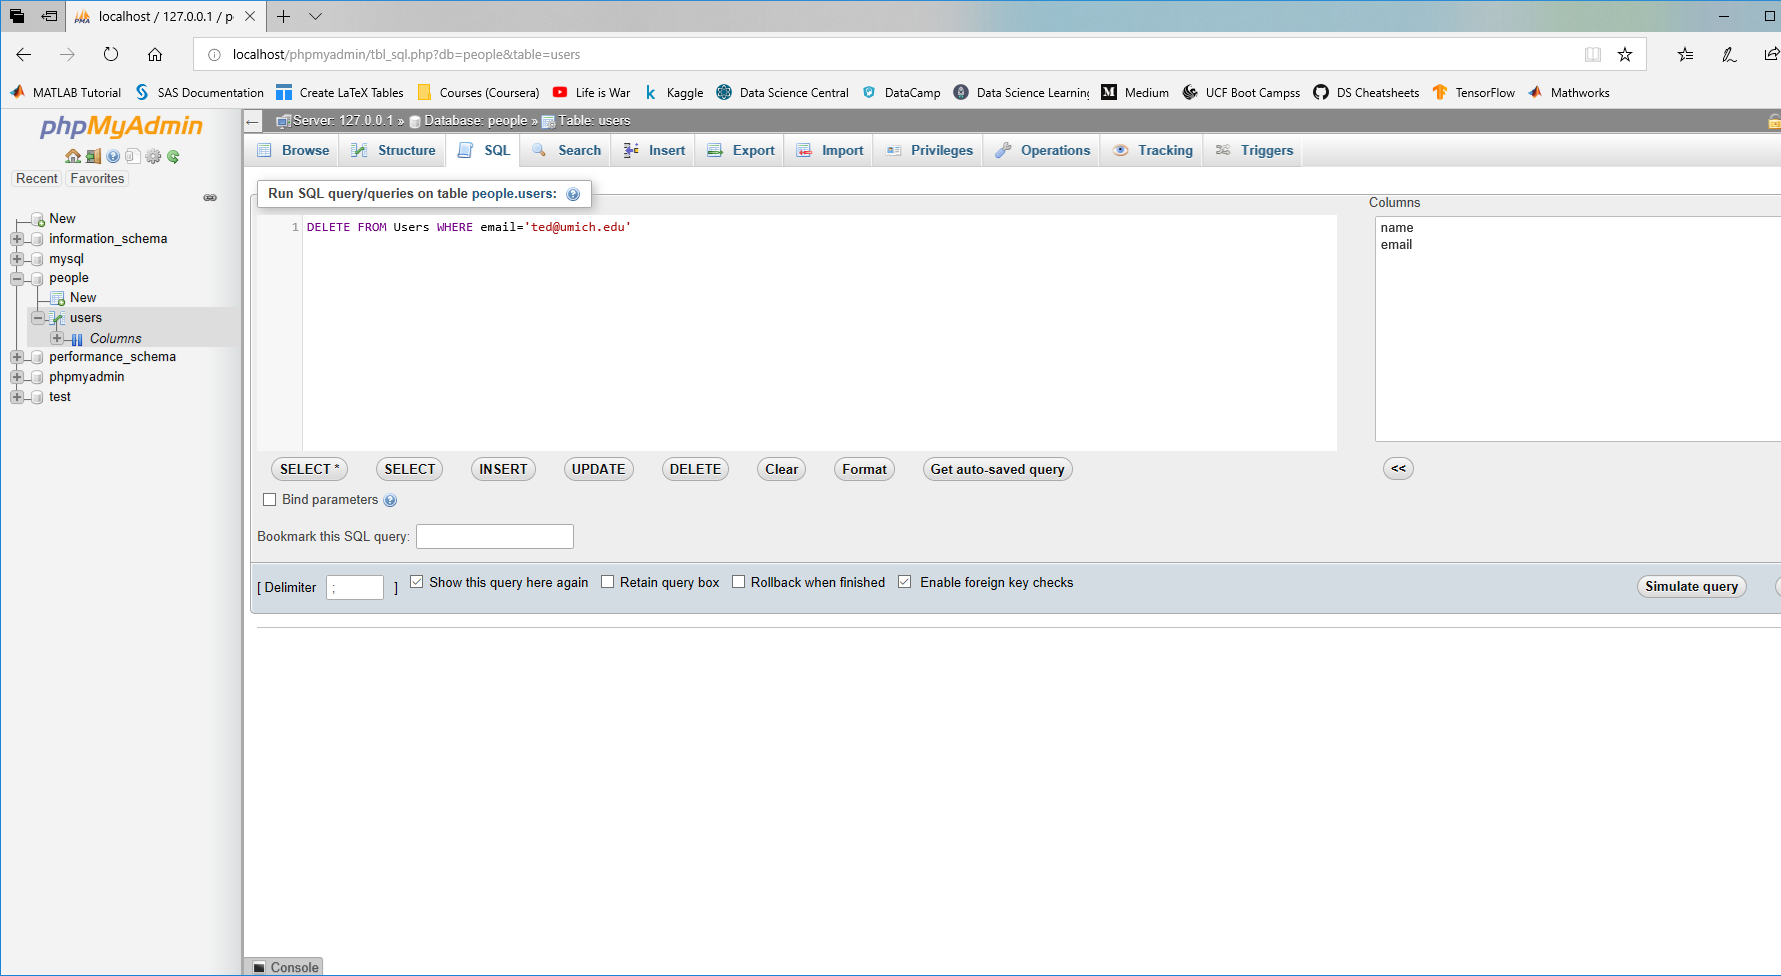 localhost / 127.0.0.1 / p
localhost/phpmyadmin/tbl_sql.php?db=people&table=users
MATLAB Tutorial SAS Documentation Create LaTeX Tables Courses (Coursera) Life is War Kaggle Data Science Central DataCamp Data Science Learning Medium UCF Boot Campss DS Cheatsheets TensorFlow Mathworks
phpMyAdmin
Recent Favorites
New
information_schema
mysql
people
New
users
Columns
performance_schema
phpmyadmin
test
Server: 127.0.0.1 » Database: people » Table: users
Browse Structure SQL Search Insert Export Import Privileges Operations Tracking Triggers
Run SQL query/queries on table people.users:
1 DELETE FROM Users WHERE email='ted@umich.edu'
Columns
name
email
SELECT * SELECT INSERT UPDATE DELETE Clear Format Get auto-saved query <<
Bind parameters
Bookmark this SQL query:
[ Delimiter ; ] Show this query here again Retain query box Rollback when finished Enable foreign key checks Simulate query
Console